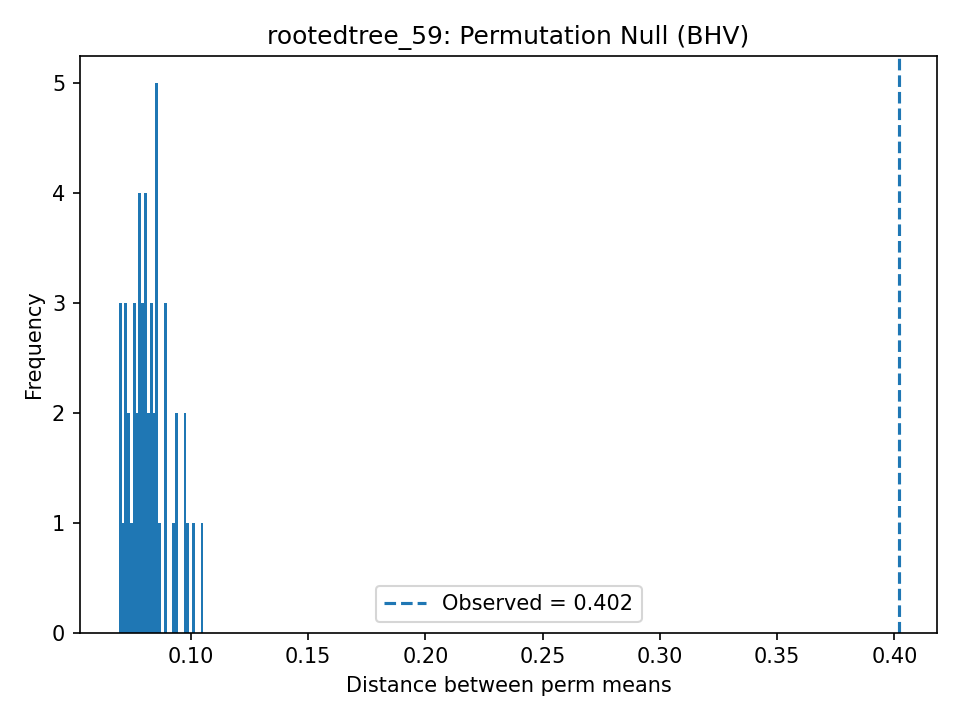 rootedtree_59: Permutation Null (BHV)
5
4
3
2
1
0
Frequency
Observed = 0.402
0.10 0.15 0.20 0.25 0.30 0.35 0.40
Distance between perm means